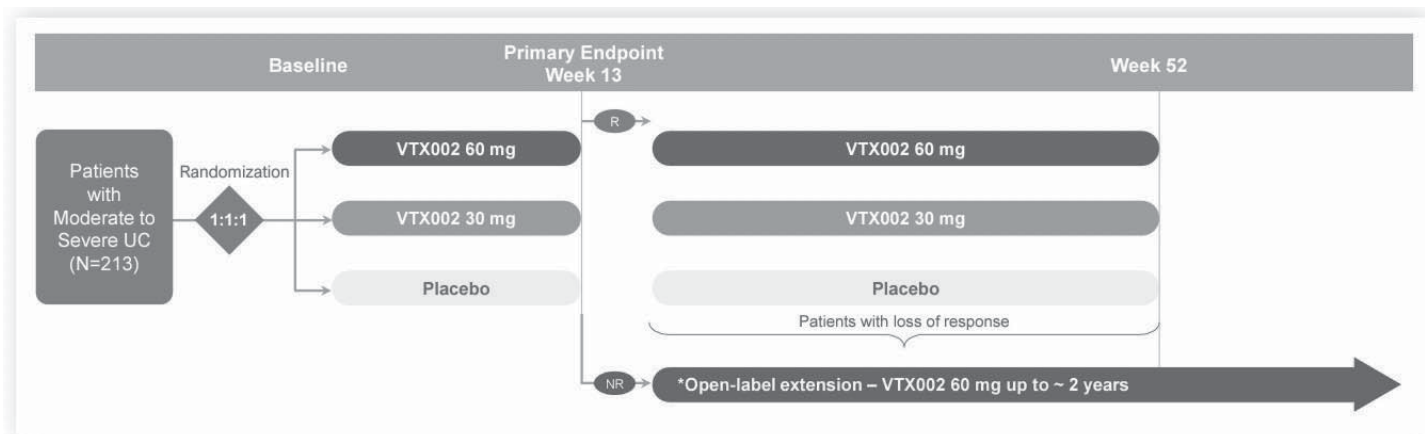 Baseline
Primary Endpoint
Week 13
Week 52
Patients
with
Moderate to
Severe UC
(N=213)
Randomization
1:1:1
VTX002 60 mg
VTX002 30 mg
Placebo
R
VTX002 60 mg
VTX002 30 mg
Placebo
Patients with loss of response
NR
*Open-label extension – VTX002 60 mg up to ~ 2 years